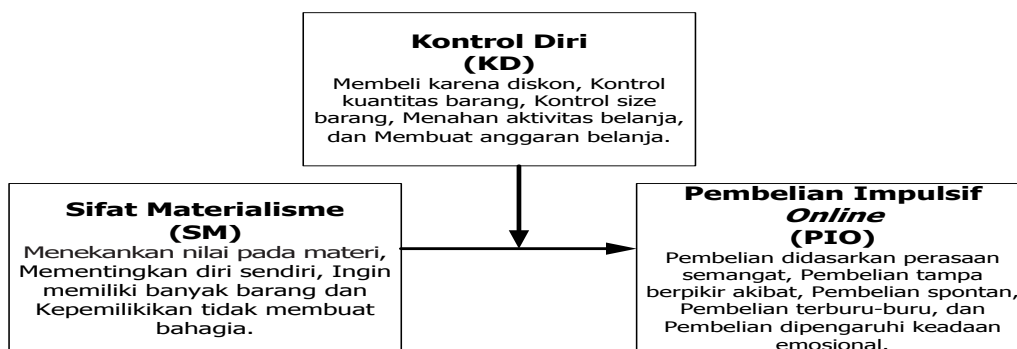 Kontrol Diri
(KD)
Membeli karena diskon, Kontrol
kuantitas barang, Kontrol size
barang, Menahan aktivitas belanja,
dan Membuat anggaran belanja.
Sifat Materialisme
(SM)
Menekankan nilai pada materi,
Mementingkan diri sendiri, Ingin
memiliki banyak barang dan
Kepemilikikan tidak membuat
bahagia.
Pembelian Impulsif
Online
(PIO)
Pembelian didasarkan perasaan
semangat, Pembelian tampa
berpikir akibat, Pembelian spontan,
Pembelian terburu-buru, dan
Pembelian dipengaruhi keadaan
emosional.